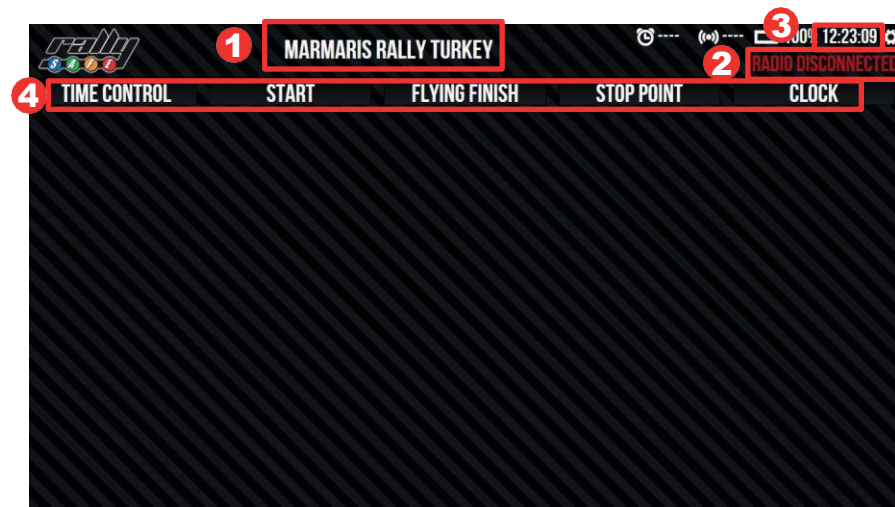 rally
SAFE
1
MARMARIS RALLY TURKEY
---- ---- 100% 12:23:09
3
2
RADIO DISCONNECTED
4
TIME CONTROL START FLYING FINISH STOP POINT CLOCK